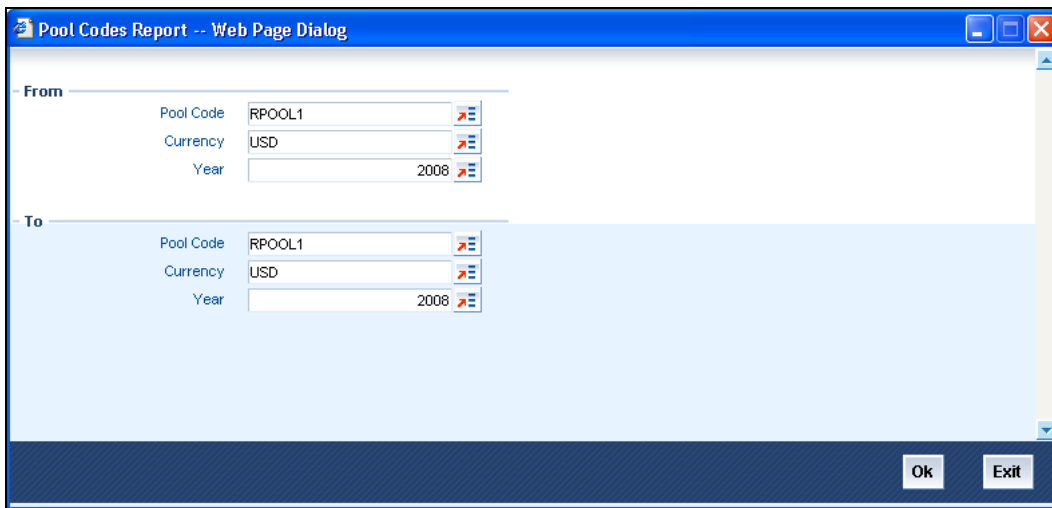 Pool Codes Report -- Web Page Dialog
From
Pool Code RPOOL1
Currency USD
Year 2008
To
Pool Code RPOOL1
Currency USD
Year 2008
Ok Exit